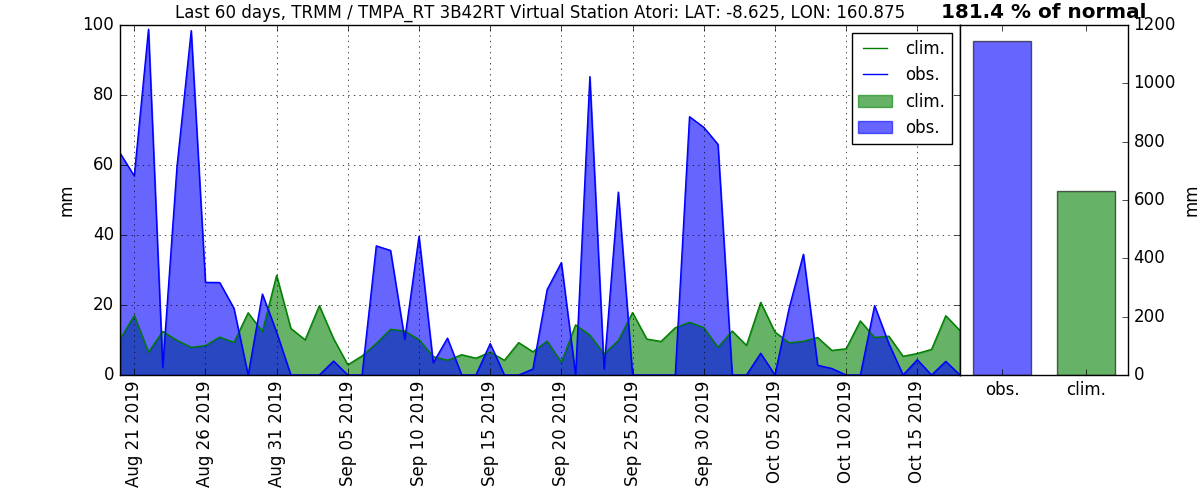 Last 60 days, TRMM / TMPA_RT 3B42RT Virtual Station Atori: LAT: -8.625, LON: 160.875
181.4 % of normal
mm
100
80
60
40
20
0
clim.
obs.
clim.
obs.
1200
1000
800
600
400
200
0
mm
obs.
clim.
Aug 21 2019
Aug 26 2019
Aug 31 2019
Sep 05 2019
Sep 10 2019
Sep 15 2019
Sep 20 2019
Sep 25 2019
Sep 30 2019
Oct 05 2019
Oct 10 2019
Oct 15 2019